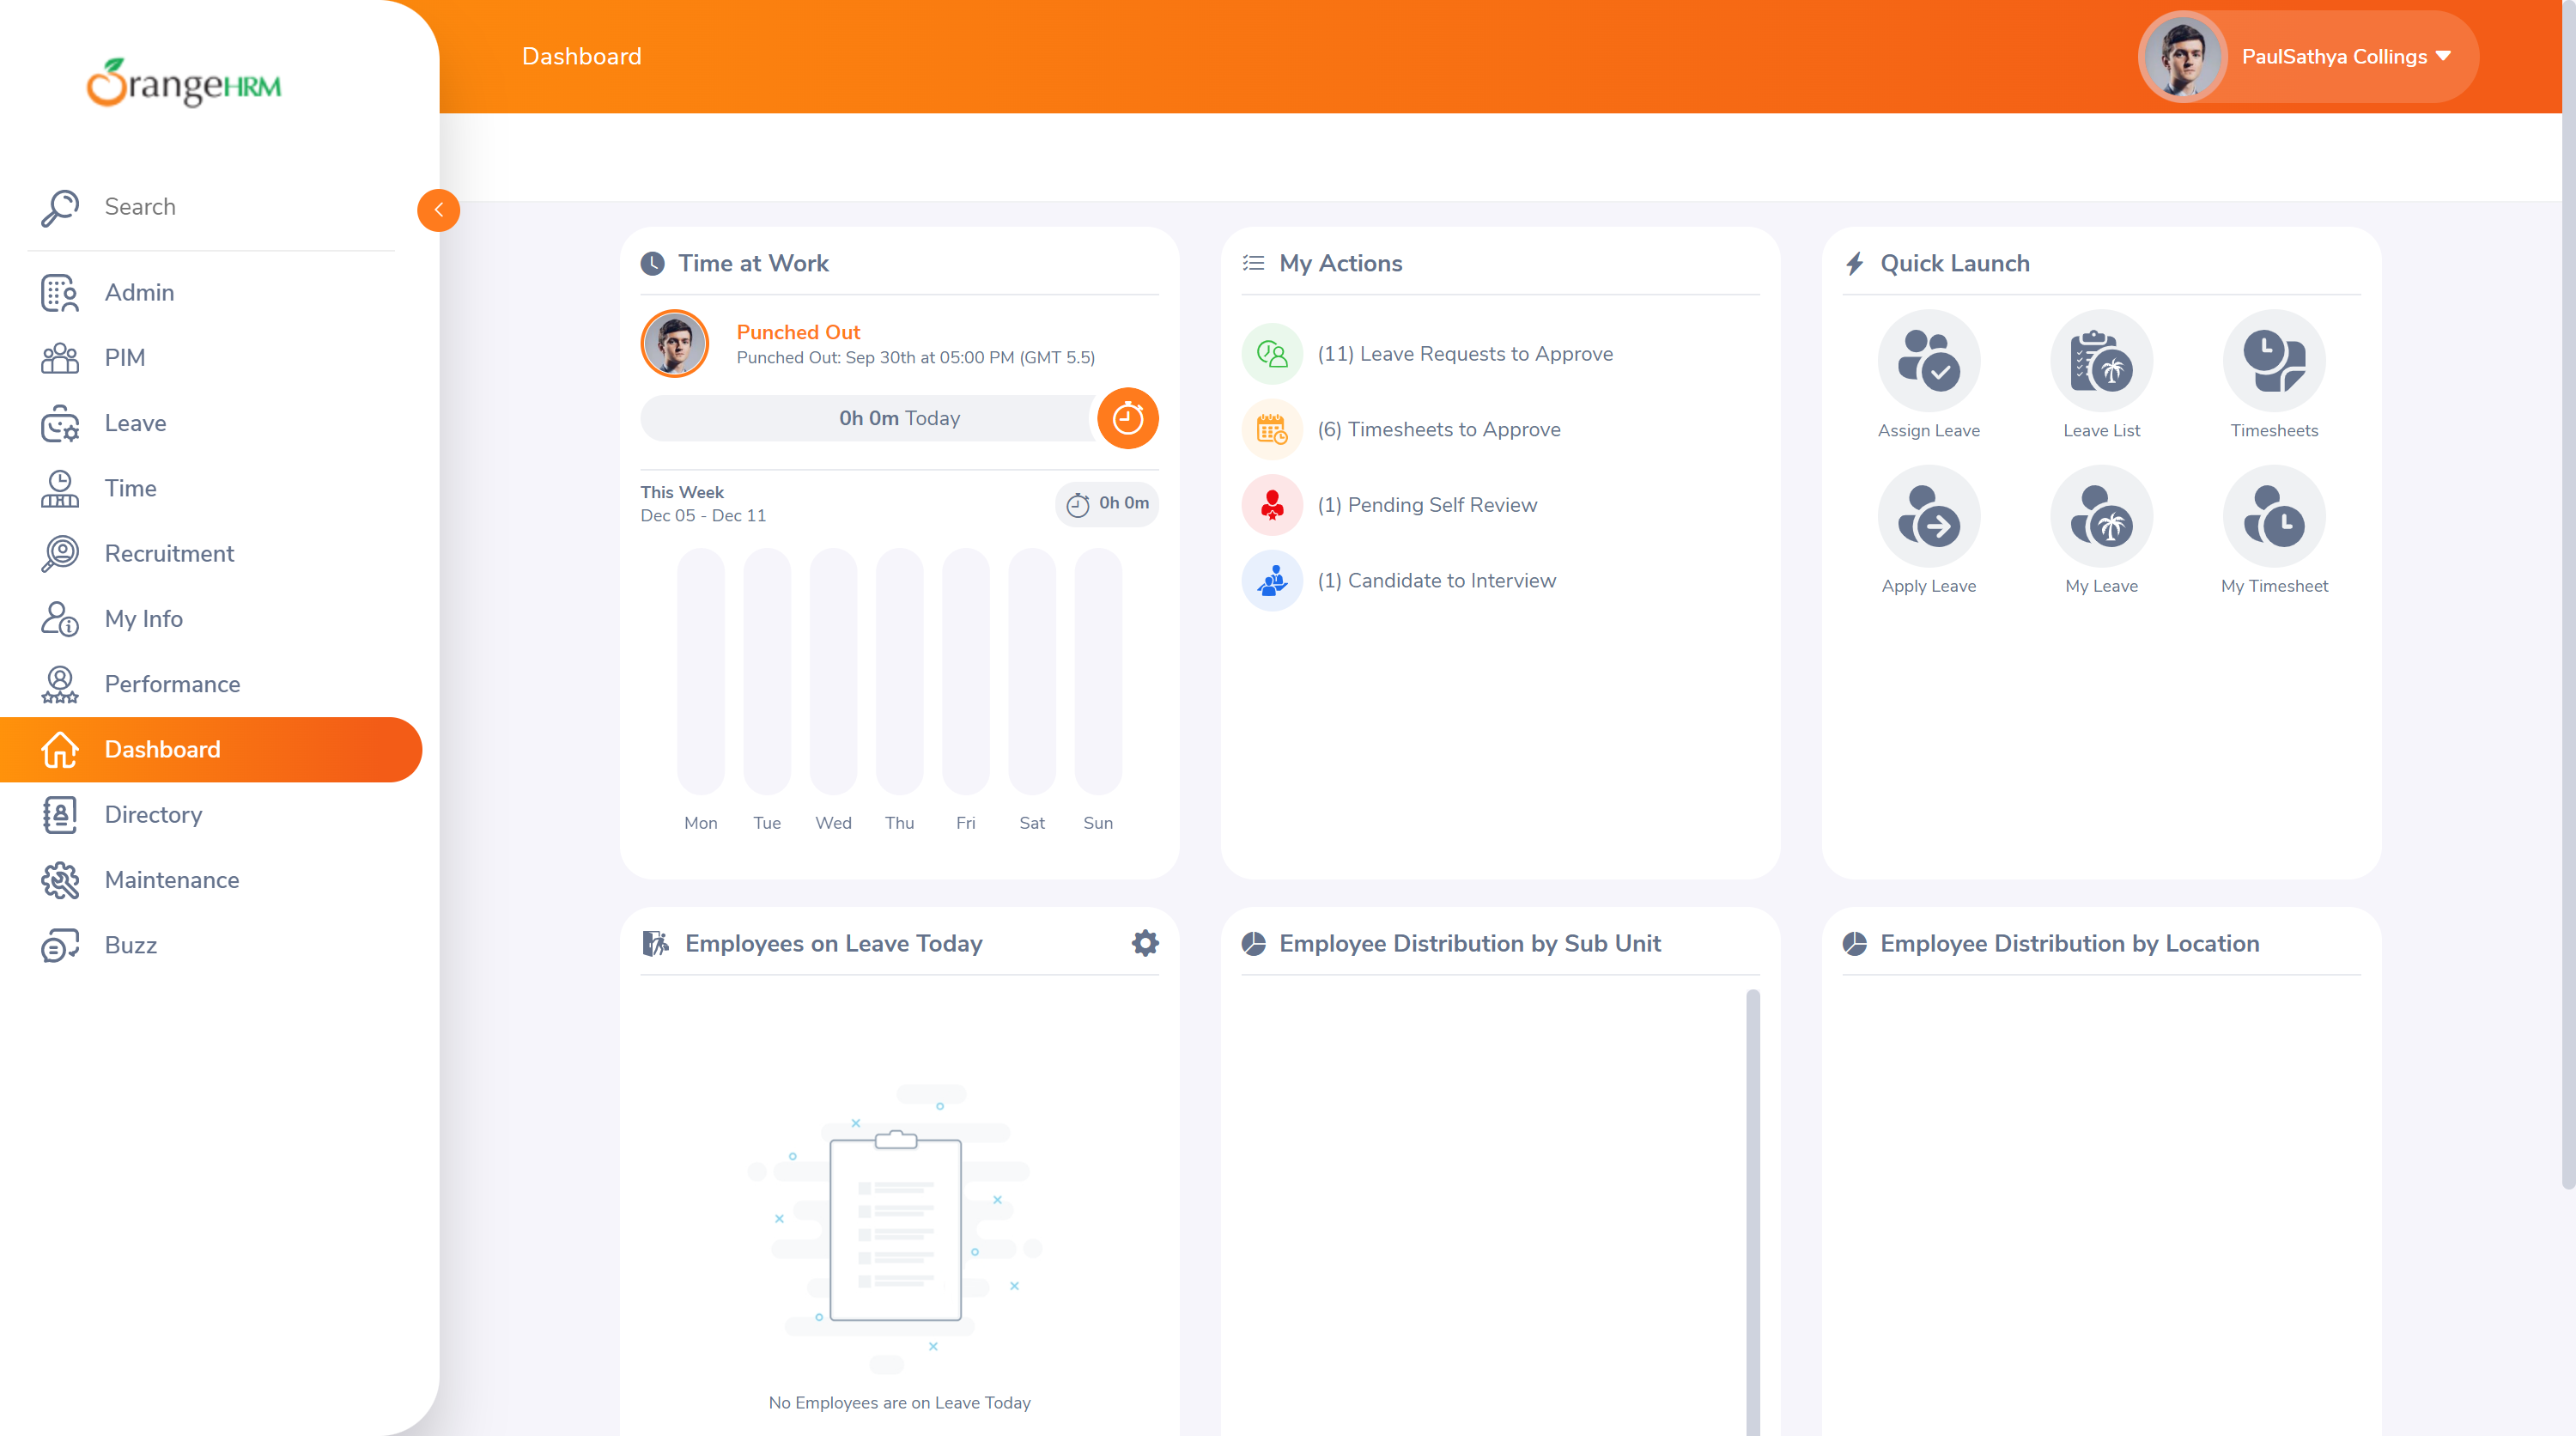 OrangeHRM
Search
Admin
PIM
Leave
Time
Recruitment
My Info
Performance
Dashboard
Directory
Maintenance
Buzz
Dashboard
PaulSathya Collings
Time at Work
Punched Out
Punched Out: Sep 30th at 05:00 PM (GMT 5.5)
0h 0m Today
This Week
Dec 05 - Dec 11
0h 0m
Mon Tue Wed Thu Fri Sat Sun
My Actions
(11) Leave Requests to Approve
(6) Timesheets to Approve
(1) Pending Self Review
(1) Candidate to Interview
Quick Launch
Assign Leave Leave List Timesheets
Apply Leave My Leave My Timesheet
Employees on Leave Today
No Employees are on Leave Today
Employee Distribution by Sub Unit
Employee Distribution by Location